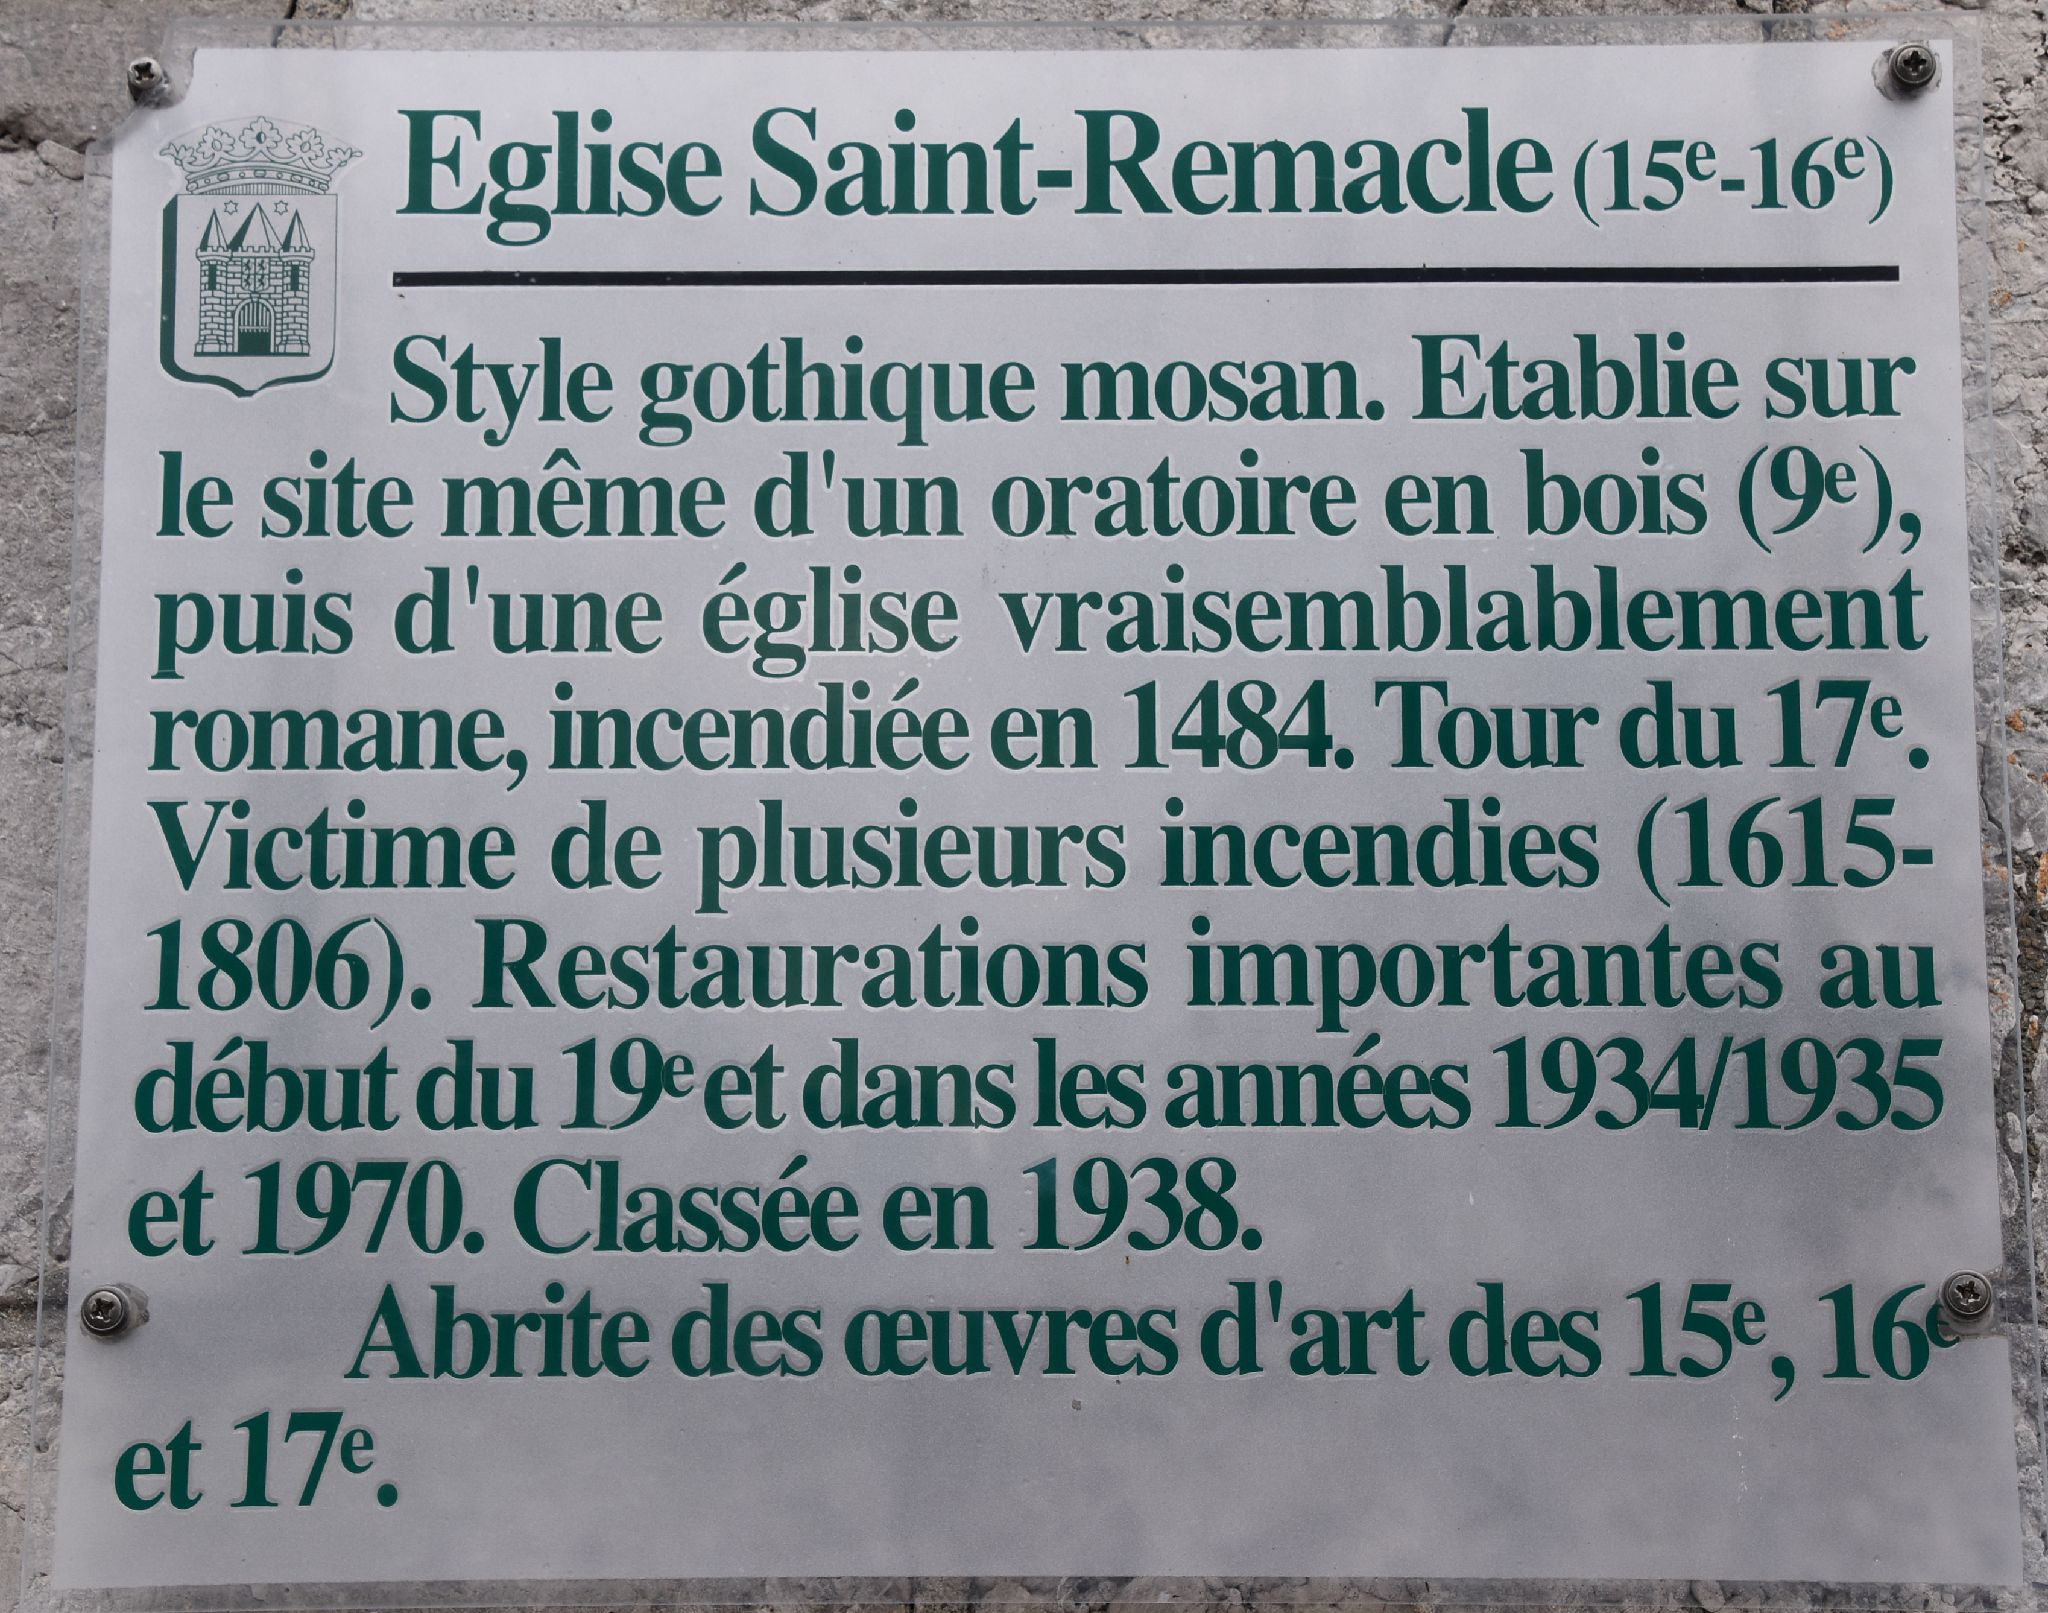 Eglise Saint-Remacle (15e-16e)
Style gothique mosan. Etablie sur
le site même d'un oratoire en bois (9e),
puis d'une église vraisemblablement
romane, incendiée en 1484. Tour du 17e.
Victime de plusieurs incendies (1615-
1806). Restaurations importantes au
début du 19e et dans les années 1934/1935
et 1970. Classée en 1938.
Abrite des œuvres d'art des 15e, 16e
et 17e.